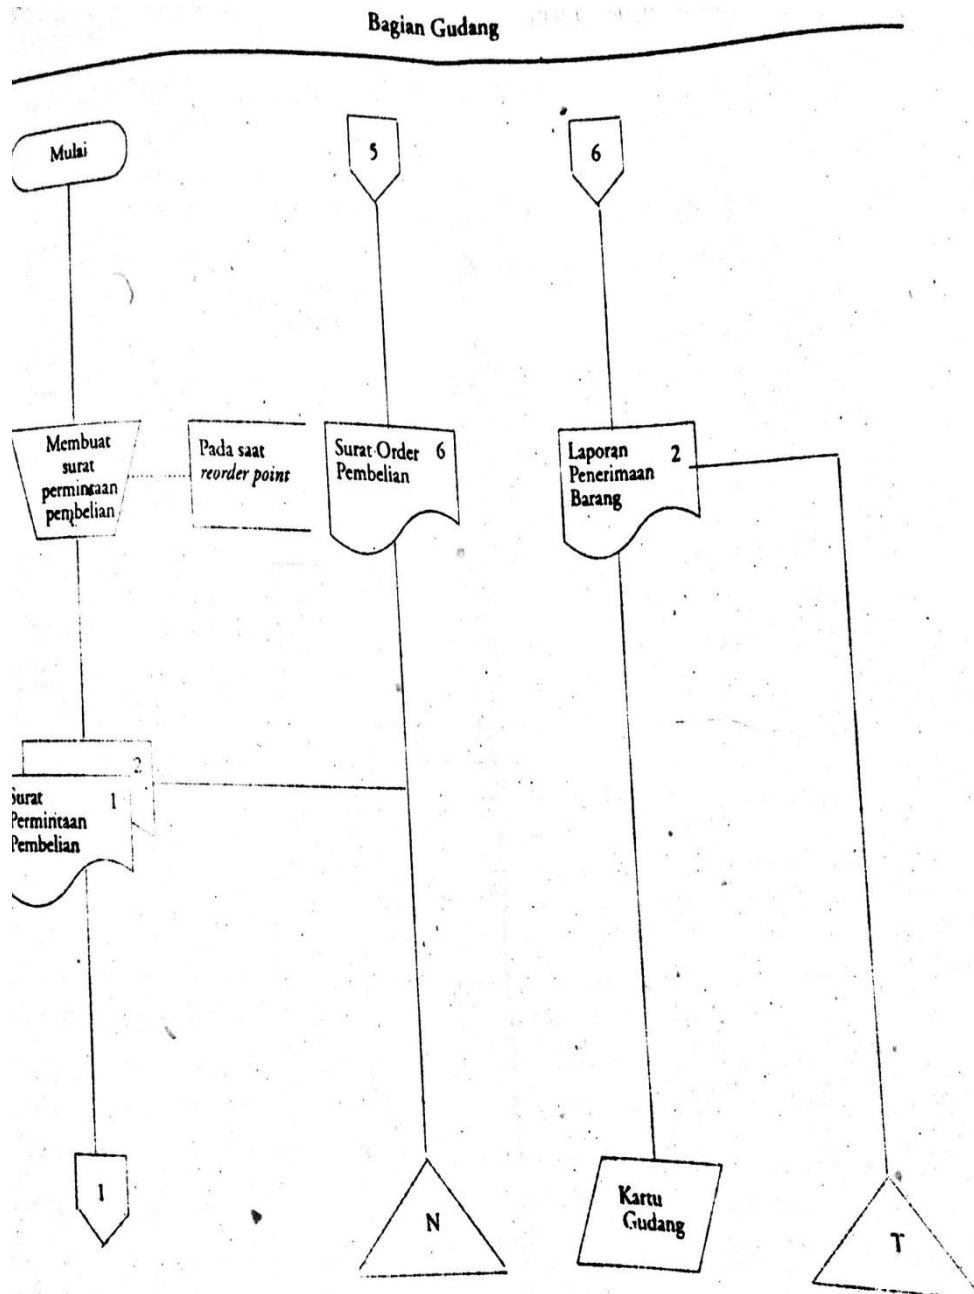 Bagian Gudang
Mulai
5
6
Membuat
surat
permintaan
pembelian
Pada saat
reorder point
Surat Order 6
Pembelian
Laporan 2
Penerimaan
Barang
2
Surat 1
Permintaan
Pembelian
1
N
Kartu
Gudang
T